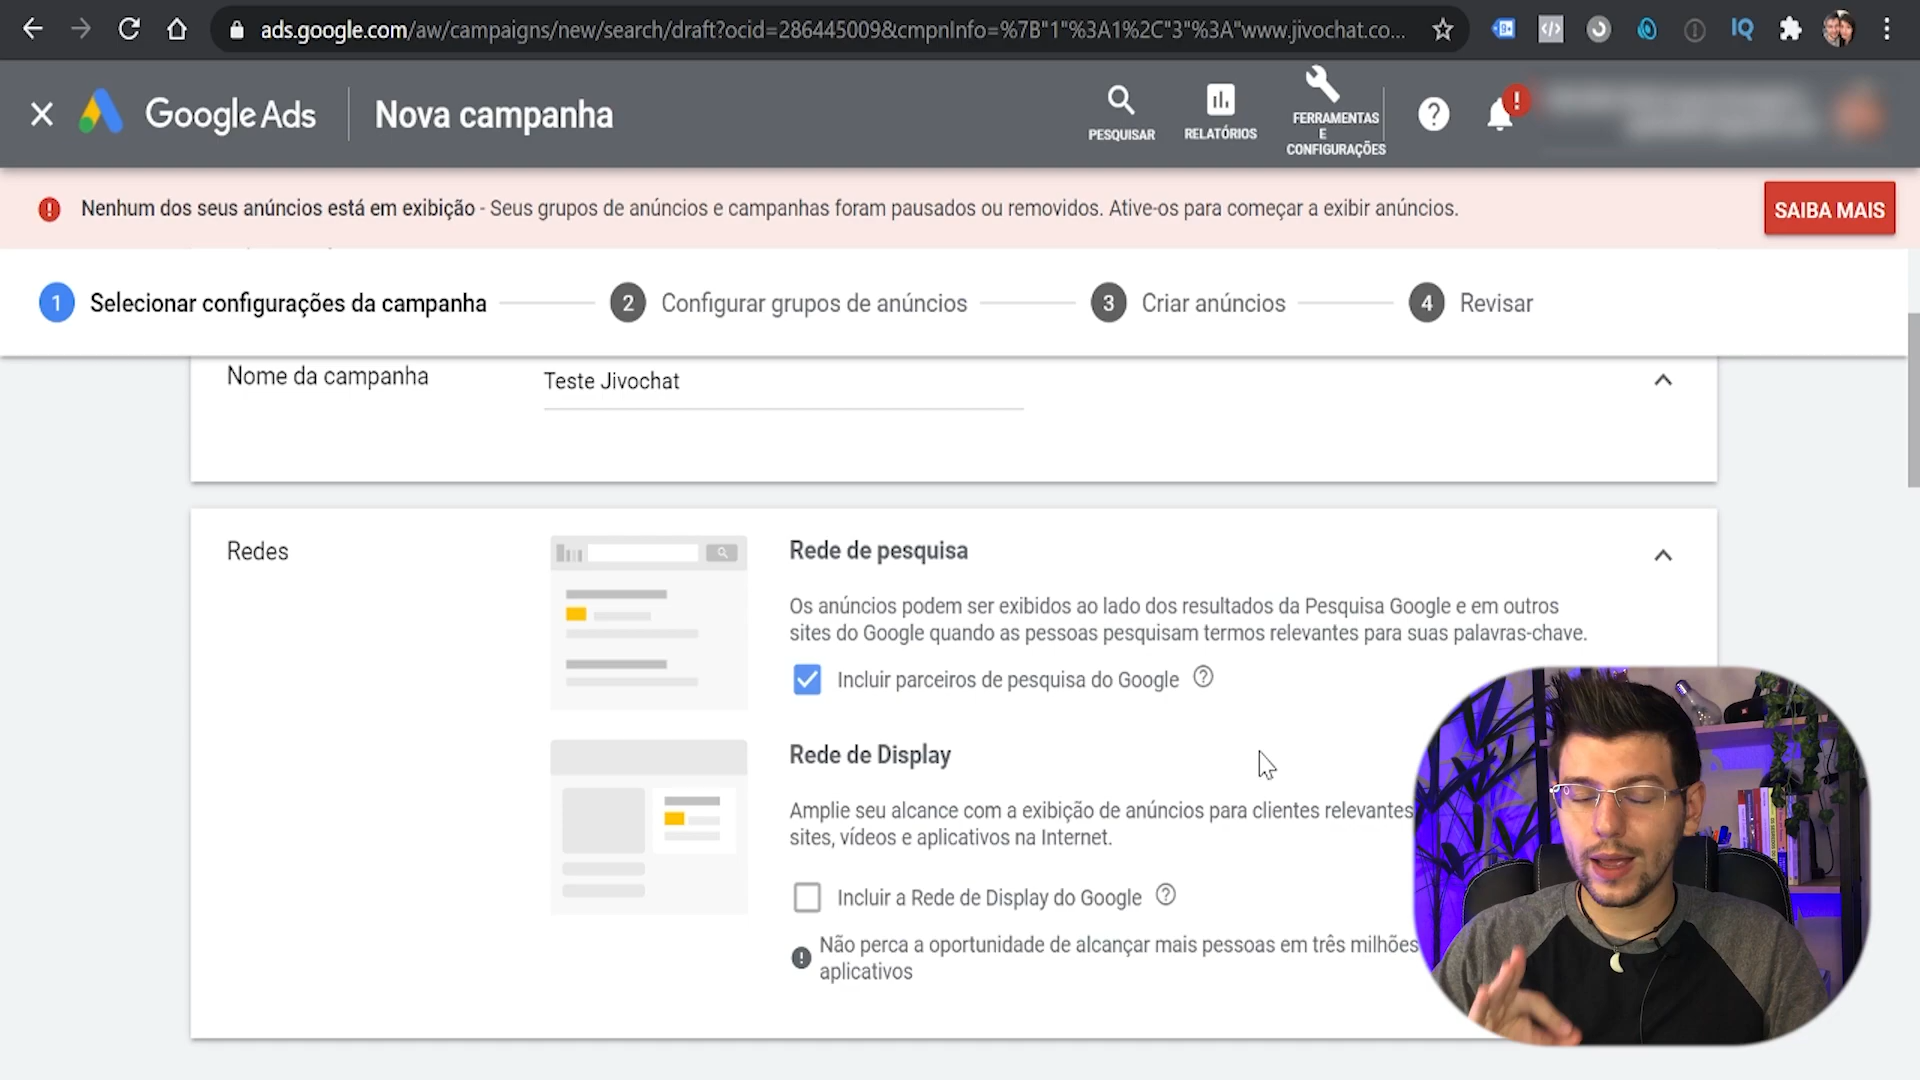 ads.google.com/aw/campaigns/new/search/draft?ocid=286445009&cmpnInfo=%7B"1"%3A1%2C"3"%3A"www.jivochat.co...
IQ
Google Ads
Nova campanha
PESQUISAR
RELATÓRIOS
FERRAMENTAS
E
CONFIGURAÇÕES
Nenhum dos seus anúncios está em exibição - Seus grupos de anúncios e campanhas foram pausados ou removidos. Ative-os para começar a exibir anúncios.
SAIBA MAIS
1 Selecionar configurações da campanha
2 Configurar grupos de anúncios
3 Criar anúncios
4 Revisar
Nome da campanha
Teste Jivochat
Redes
Rede de pesquisa
Os anúncios podem ser exibidos ao lado dos resultados da Pesquisa Google e em outros
sites do Google quando as pessoas pesquisam termos relevantes para suas palavras-chave.
Incluir parceiros de pesquisa do Google
Rede de Display
Amplie seu alcance com a exibição de anúncios para clientes relevantes
sites, vídeos e aplicativos na Internet.
Incluir a Rede de Display do Google
Não perca a oportunidade de alcançar mais pessoas em três milhões
aplicativos